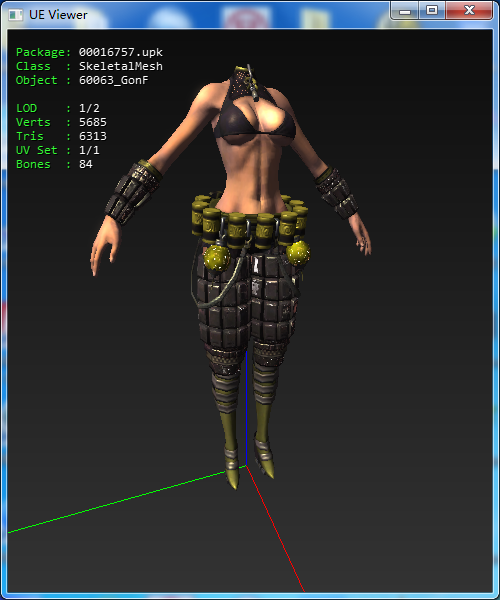 UE Viewer
Package: 00016757.upk
Class : SkeletalMesh
Object : 60063_GonF
LOD : 1/2
Verts : 5685
Tris : 6313
UV Set : 1/1
Bones : 84